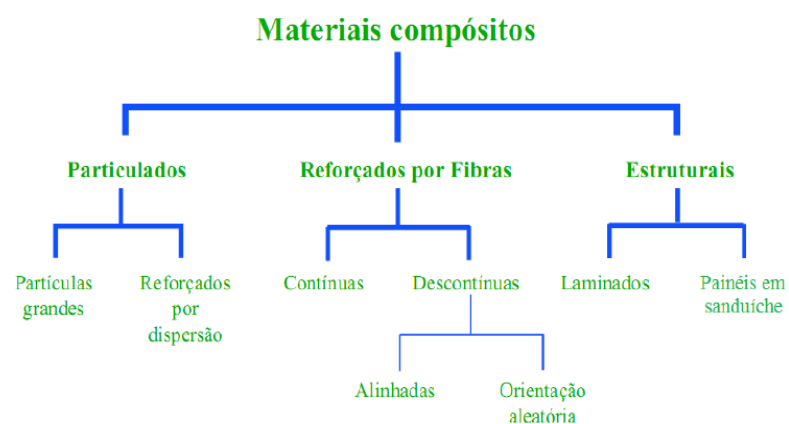 Materiais compósitos
Particulados
Reforçados por Fibras
Estruturais
Partículas
grandes
Reforçados
por
dispersão
Contínuas
Descontínuas
Laminados
Painéis em
sanduíche
Alinhadas
Orientação
aleatória